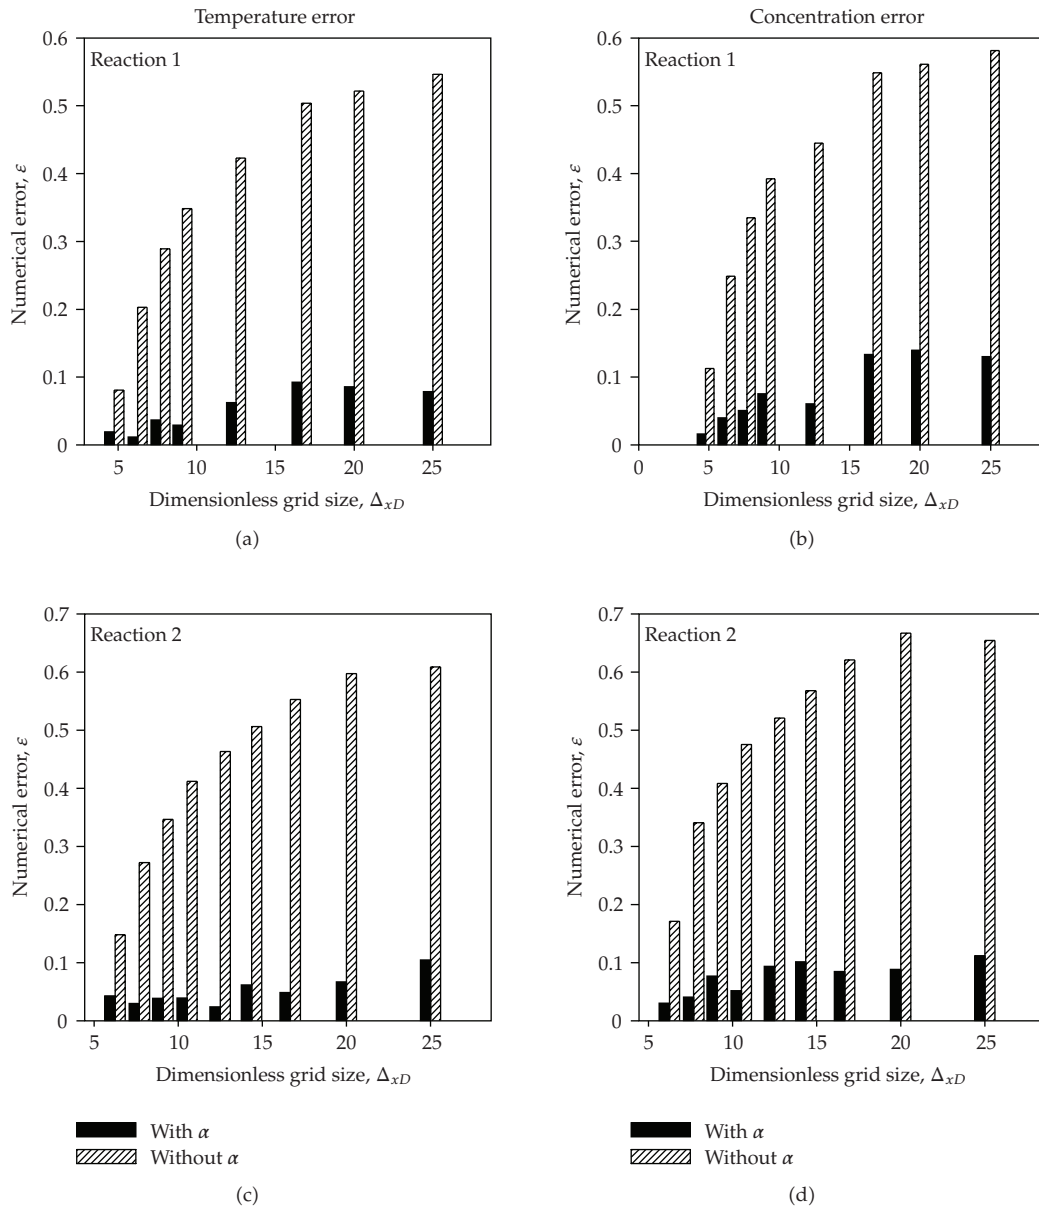 Temperature error
0.6
Reaction 1
0.5
0.4
0.3
0.2
0.1
0
Numerical error, ε
5 10 15 20 25
Dimensionless grid size, ΔxD
(a)
Concentration error
0.6
Reaction 1
0.5
0.4
0.3
0.2
0.1
0
Numerical error, ε
0 5 10 15 20 25
Dimensionless grid size, ΔxD
(b)
0.7
Reaction 2
0.6
0.5
0.4
0.3
0.2
0.1
0
Numerical error, ε
5 10 15 20 25
Dimensionless grid size, ΔxD
With α
Without α
(c)
0.7
Reaction 2
0.6
0.5
0.4
0.3
0.2
0.1
0
Numerical error, ε
5 10 15 20 25
Dimensionless grid size, ΔxD
With α
Without α
(d)